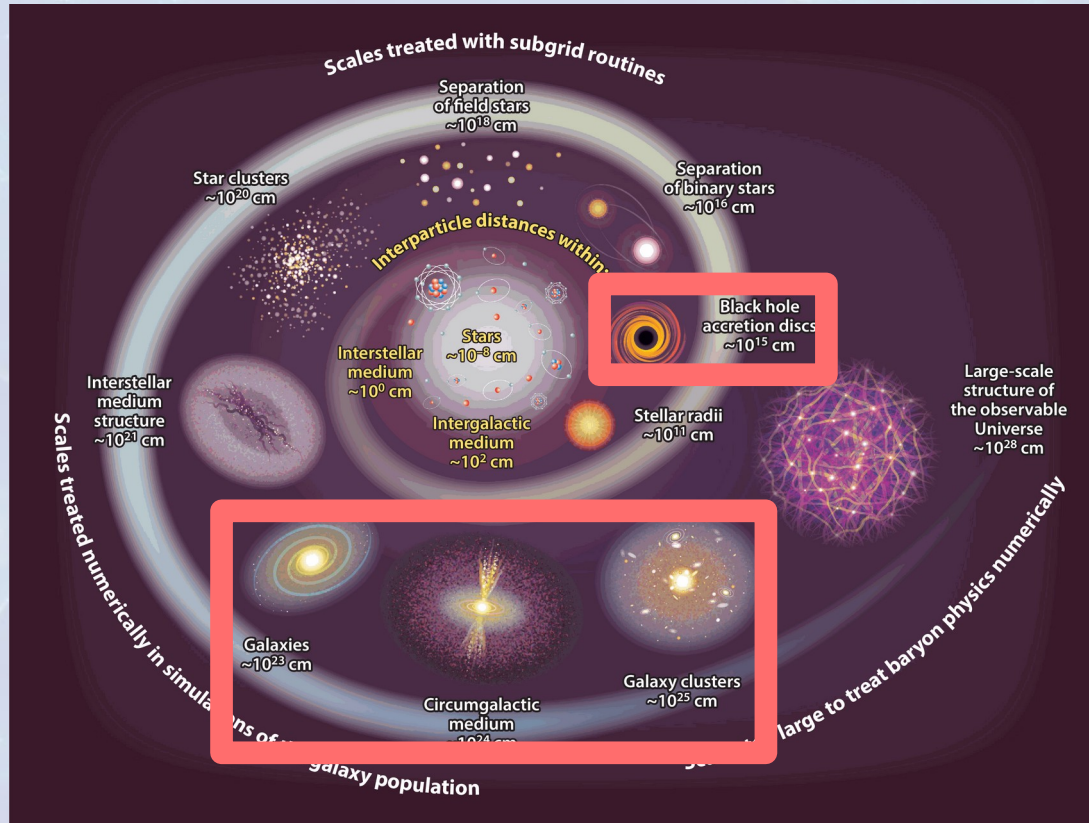 Scales treated with subgrid routines
Separation
of field stars
~10¹⁸ cm
Separation
of binary stars
~10¹⁶ cm
Star clusters
~10²⁰ cm
Interparticle distances within:
Black hole
accretion discs
~10¹⁵ cm
Stars
~10⁻⁸ cm
Interstellar
medium
~10⁰ cm
Intergalactic
medium
~10² cm
Stellar radii
~10¹¹ cm
Large-scale
structure of
the observable
Universe
~10²⁸ cm
Interstellar
medium
structure
~10²¹ cm
Galaxies
~10²³ cm
Circumgalactic
medium
~10²⁴ cm
Galaxy clusters
~10²⁵ cm
Scales treated numerically in simulations of galaxy population
large to treat baryon physics numerically